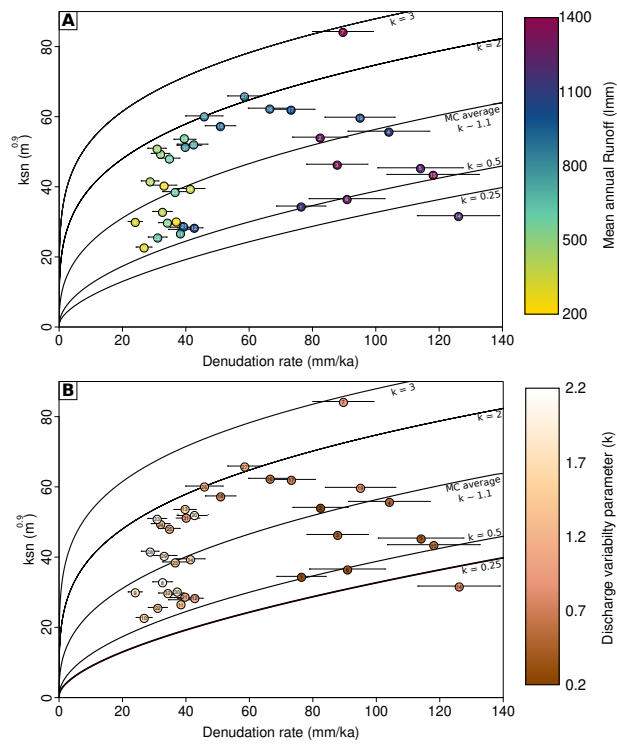 A
k = 3
k = 2
MC average
k ~ 1.1
k = 0.5
k = 0.25
ksn (m^0.9)
0
20
40
60
80
0 20 40 60 80 100 120 140
Denudation rate (mm/ka)
1400
1100
800
500
200
Mean annual Runoff (lmm)
B
k = 3
k = 2
MC average
k ~ 1.1
k = 0.5
k = 0.25
ksn (m^0.9)
0
20
40
60
80
0 20 40 60 80 100 120 140
Denudation rate (mm/ka)
2.2
1.7
1.2
0.7
0.2
Discharge variabilty parameter (k)